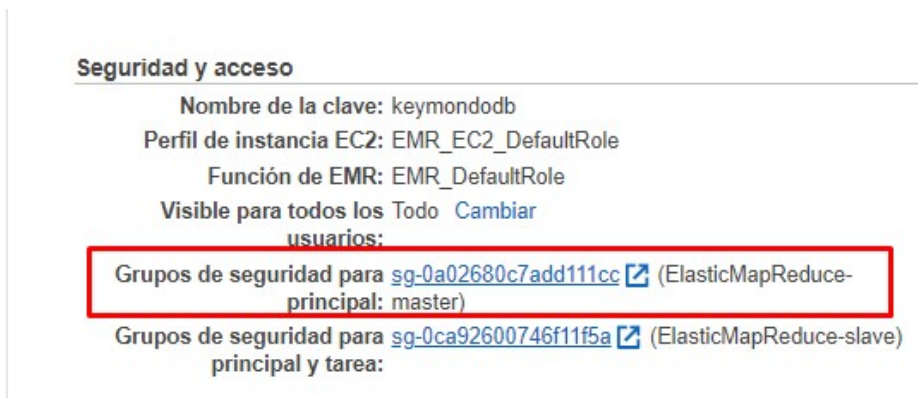 Seguridad y acceso
Nombre de la clave: keymondodb
Perfil de instancia EC2: EMR_EC2_DefaultRole
Función de EMR: EMR_DefaultRole
Visible para todos los Todo Cambiar
usuarios:
Grupos de seguridad para sg-0a02680c7add111cc (ElasticMapReduce-
principal: master)
Grupos de seguridad para sg-0ca92600746f11f5a (ElasticMapReduce-slave)
principal y tarea: